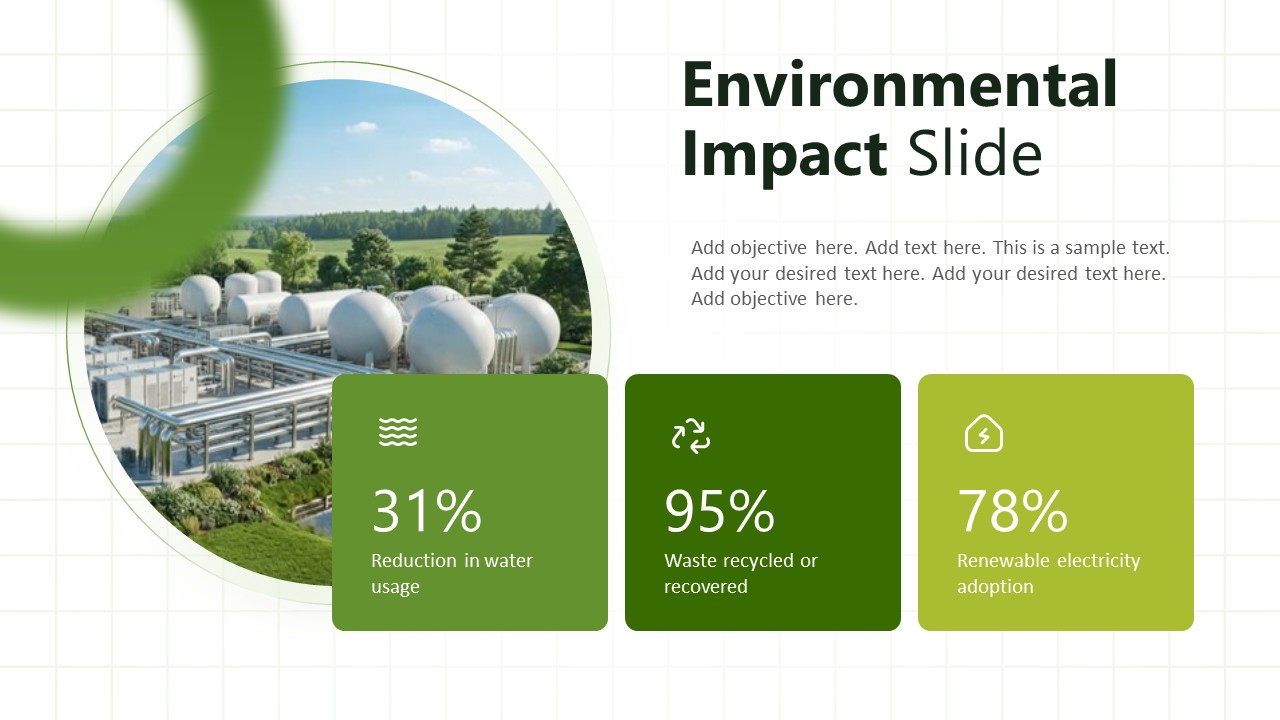 Environmental
Impact Slide
Add objective here. Add text here. This is a sample text.
Add your desired text here. Add your desired text here.
Add objective here.
31%
Reduction in water
usage
95%
Waste recycled or
recovered
78%
Renewable electricity
adoption